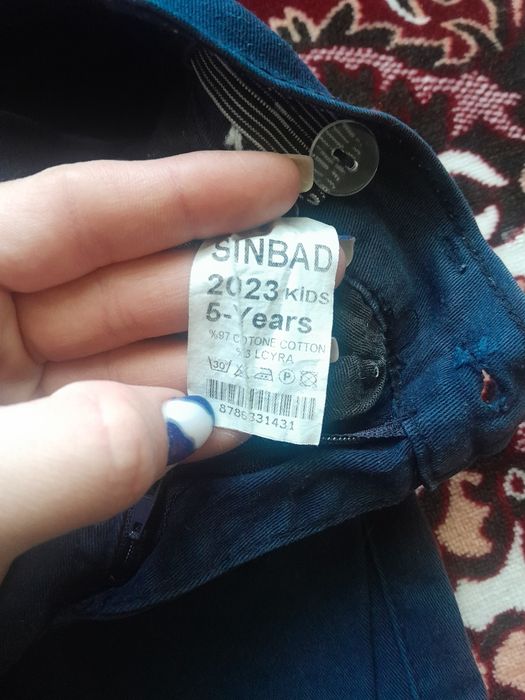 SINBAD
2023 KiDS
5-Years
%97 COTONE COTTON
%3 LCYRA
30 P
8786331431